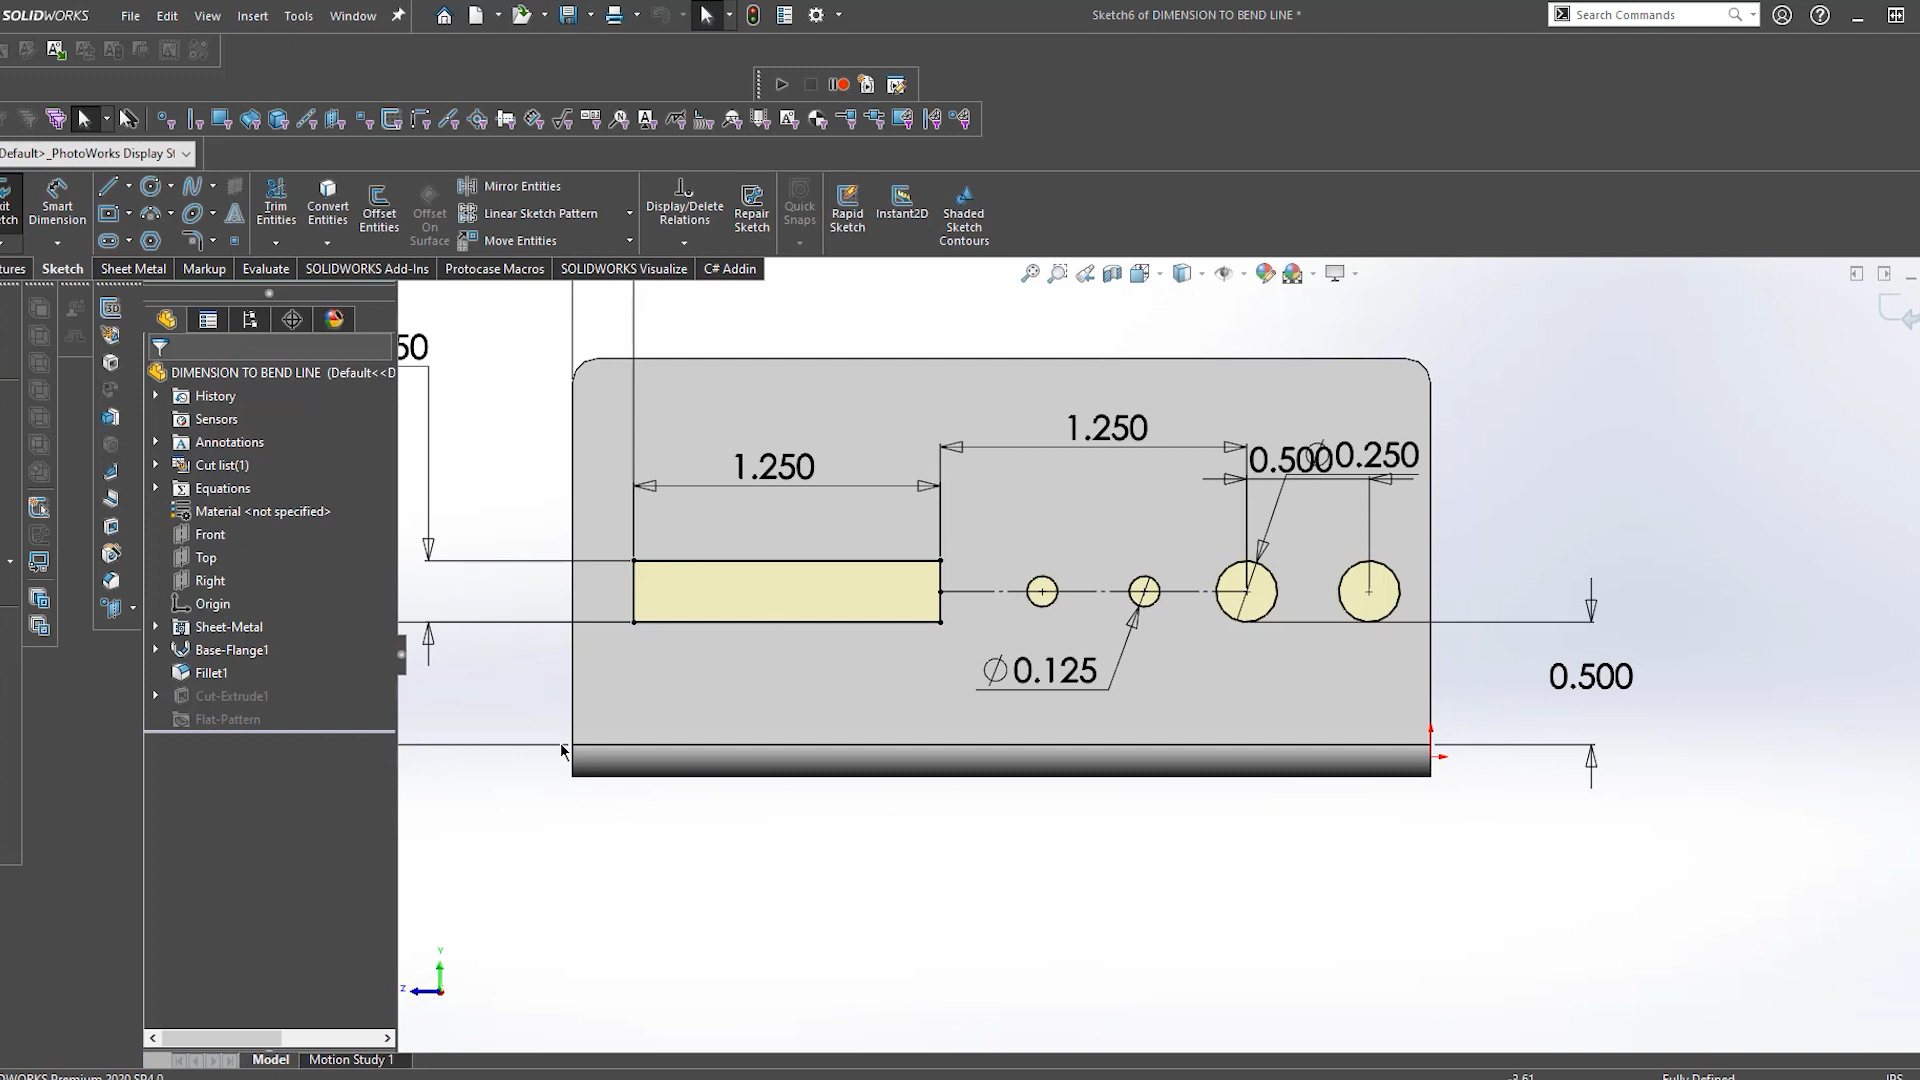 SOLIDWORKS File Edit View Insert Tools Window Sketch6 of DIMENSION TO BEND LINE * Search Commands
Default>_PhotoWorks Display St
Smart Dimension
Trim Entities
Convert Entities
Offset Entities
Offset On Surface
Mirror Entities
Linear Sketch Pattern
Move Entities
Display/Delete Relations
Repair Sketch
Quick Snaps
Rapid Sketch
Instant2D
Shaded Sketch Contours
Sketch Sheet Metal Markup Evaluate SOLIDWORKS Add-Ins Protocase Macros SOLIDWORKS Visualize C# Addin
DIMENSION TO BEND LINE (Default<<D
History
Sensors
Annotations
Cut list(1)
Equations
Material <not specified>
Front
Top
Right
Origin
Sheet-Metal
Base-Flange1
Fillet1
Cut-Extrude1
Flat-Pattern
50
1.250
1.250
0.500
∅0.250
∅0.125
0.500
Y
Z
Model Motion Study 1